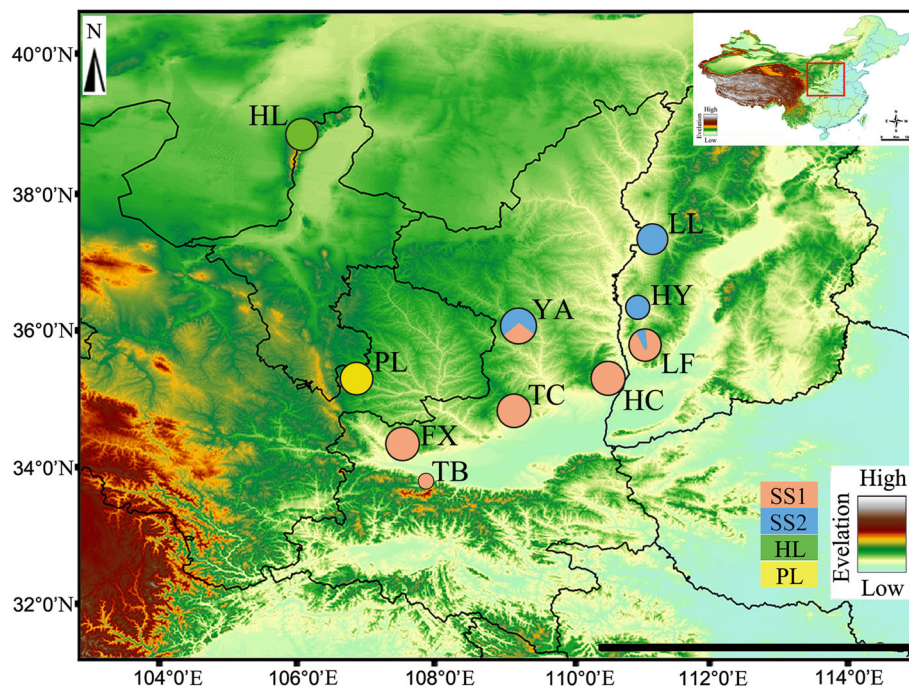 N
40°0'N
38°0'N
36°0'N
34°0'N
32°0'N
HL
LL
YA
HY
PL
LF
TC
HC
FX
TB
High
Evelation
Low
SS1
SS2
HL
PL
High
Evelation
Low
104°0'E
106°0'E
108°0'E
110°0'E
112°0'E
114°0'E